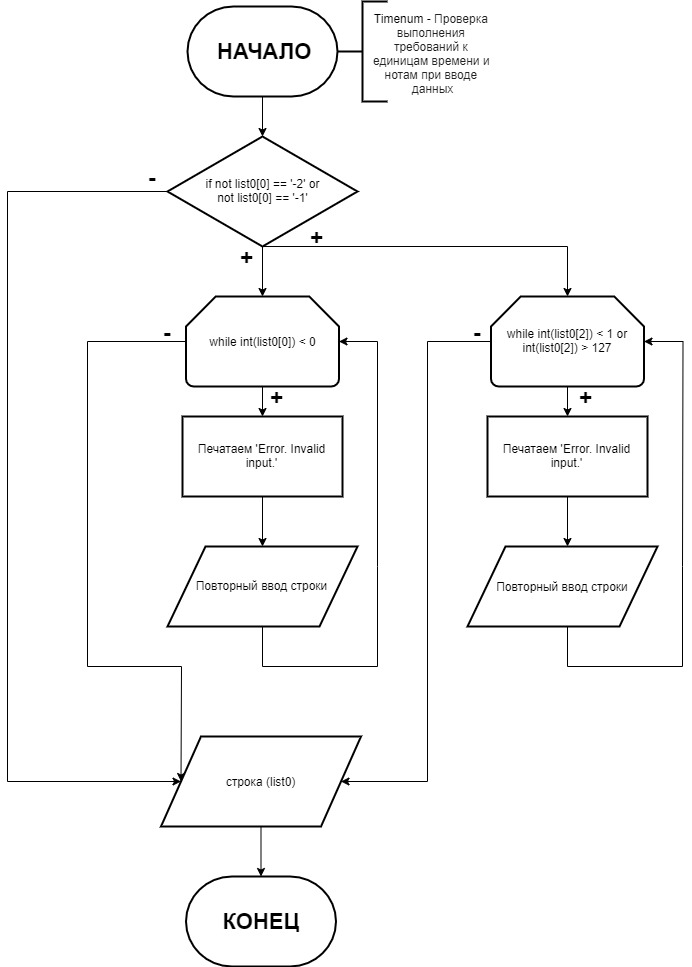 НАЧАЛО
Timenum - Проверка
выполнения
требований к
единицам времени и
нотам при вводе
данных
-
if not list0[0] == '-2' or
not list0[0] == '-1'
+
+
-
while int(list0[0]) < 0
-
while int(list0[2]) < 1 or
int(list0[2]) > 127
+
+
Печатаем 'Error. Invalid
input.'
Печатаем 'Error. Invalid
input.'
Повторный ввод строки
Повторный ввод строки
строка (list0)
КОНЕЦ